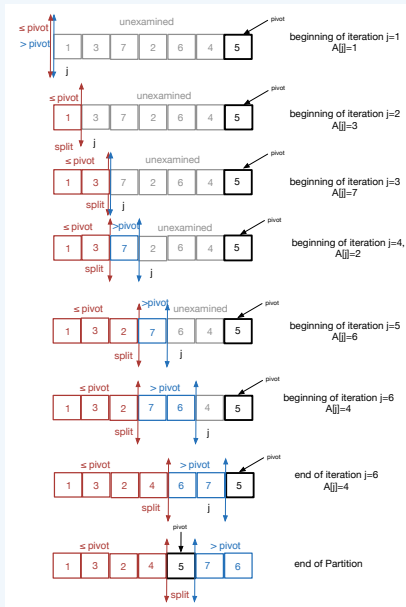 pivot
≤ pivot
unexamined
> pivot
1 3 7 2 6 4 5
j
beginning of iteration j=1
A[j]=1
pivot
≤ pivot
unexamined
1 3 7 2 6 4 5
split
j
beginning of iteration j=2
A[j]=3
pivot
≤ pivot
unexamined
1 3 7 2 6 4 5
split
j
beginning of iteration j=3
A[j]=7
pivot
≤ pivot
>pivot
unexamined
1 3 7 2 6 4 5
split
j
beginning of iteration j=4,
A[j]=2
pivot
≤ pivot
>pivot
unexamined
1 3 2 7 6 4 5
split
j
beginning of iteration j=5
A[j]=6
pivot
≤ pivot
> pivot
1 3 2 7 6 4 5
split
j
beginning of iteration j=6
A[j]=4
pivot
≤ pivot
> pivot
1 3 2 4 6 7 5
split
j
end of iteration j=6
A[j]=4
pivot
≤ pivot
> pivot
1 3 2 4 5 7 6
split
end of Partition